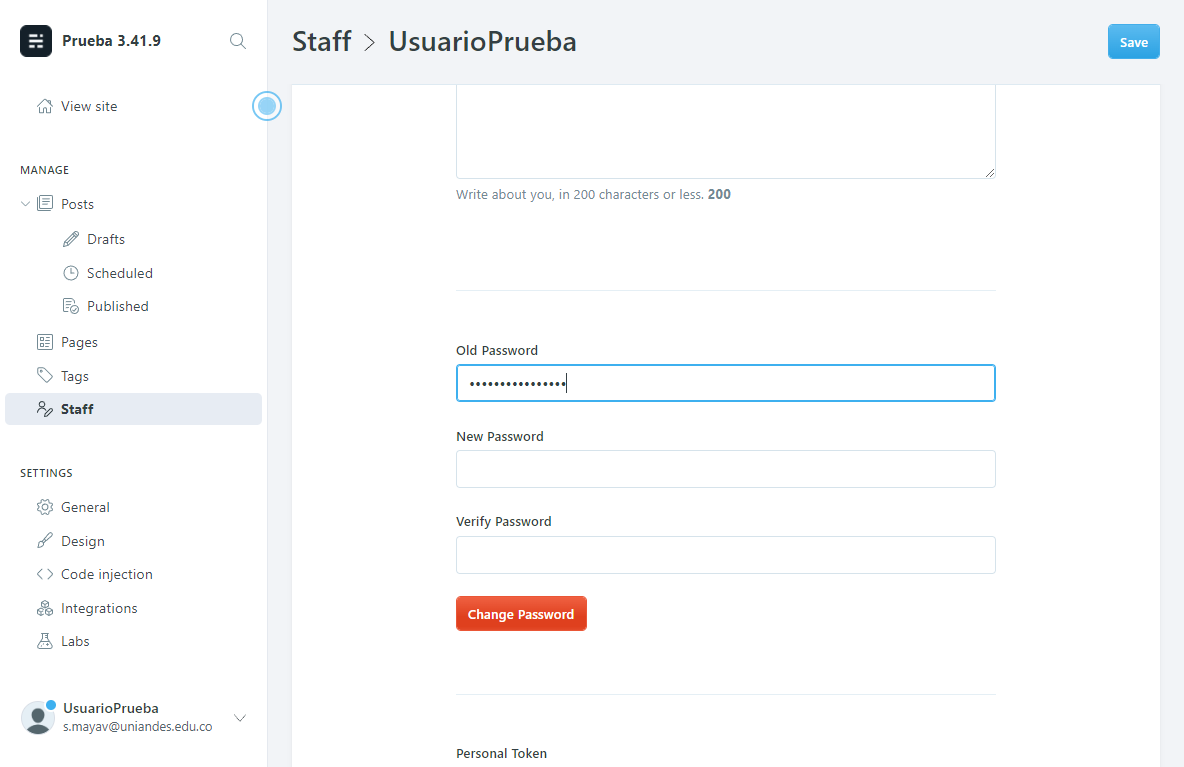 Prueba 3.41.9
View site
MANAGE
Posts
Drafts
Scheduled
Published
Pages
Tags
Staff
SETTINGS
General
Design
Code injection
Integrations
Labs
UsuarioPrueba
s.mayav@uniandes.edu.co
Staff > UsuarioPrueba
Save
Write about you, in 200 characters or less. 200
Old Password
••••••••••••••••
New Password
Verify Password
Change Password
Personal Token